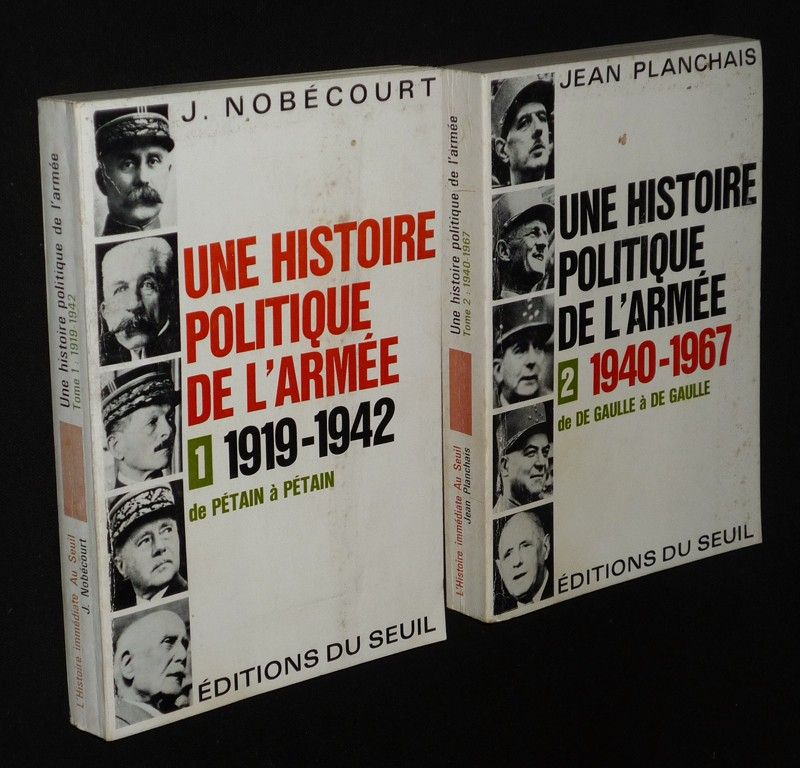 J. NOBÉCOURT
UNE HISTOIRE
POLITIQUE
DE L'ARMÉE
1 1919-1942
de PÉTAIN à PÉTAIN
ÉDITIONS DU SEUIL
Une histoire politique de l'armée
Tome 1 : 1919-1942
L'Histoire immédiate Au Seuil
J. Nobécourt
JEAN PLANCHAIS
UNE HISTOIRE
POLITIQUE
DE L'ARMÉE
2 1940-1967
de DE GAULLE à DE GAULLE
ÉDITIONS DU SEUIL
Une histoire politique de l'armée
Tome 2 : 1940-1967
L'Histoire immédiate Au Seuil
Jean Planchais